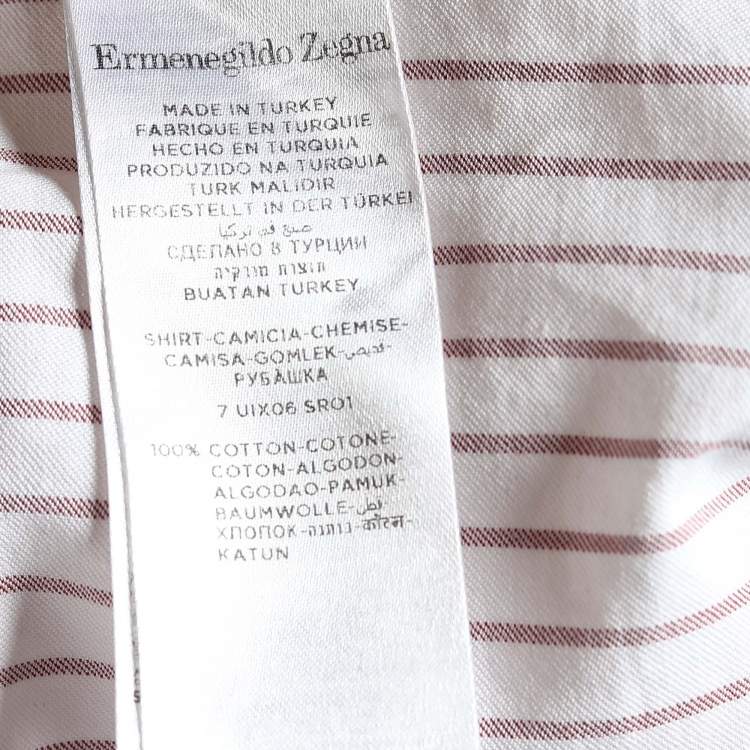 Ermenegildo Zegna
MADE IN TURKEY
FABRIQUE EN TURQUIE
HECHO EN TURQUIA
PRODUZIDO NA TURQUIA
TURK MALIDIR
HERGESTELLT IN DER TÜRKEI
صنع في تركيا
СДЕЛАНО В ТУРЦИИ
תוצרת תורקיה
BUATAN TURKEY
SHIRT-CAMICIA-CHEMISE-
CAMISA-GOMLEK-قميص-
РУБАШКА
7 UIX06 SR01
100% COTTON-COTONE-
COTON-ALGODON-
ALGODAO-PAMUK-
BAUMWOLLE-قطن-
ХЛОПОК-כותנה-कॉटन-
KATUN